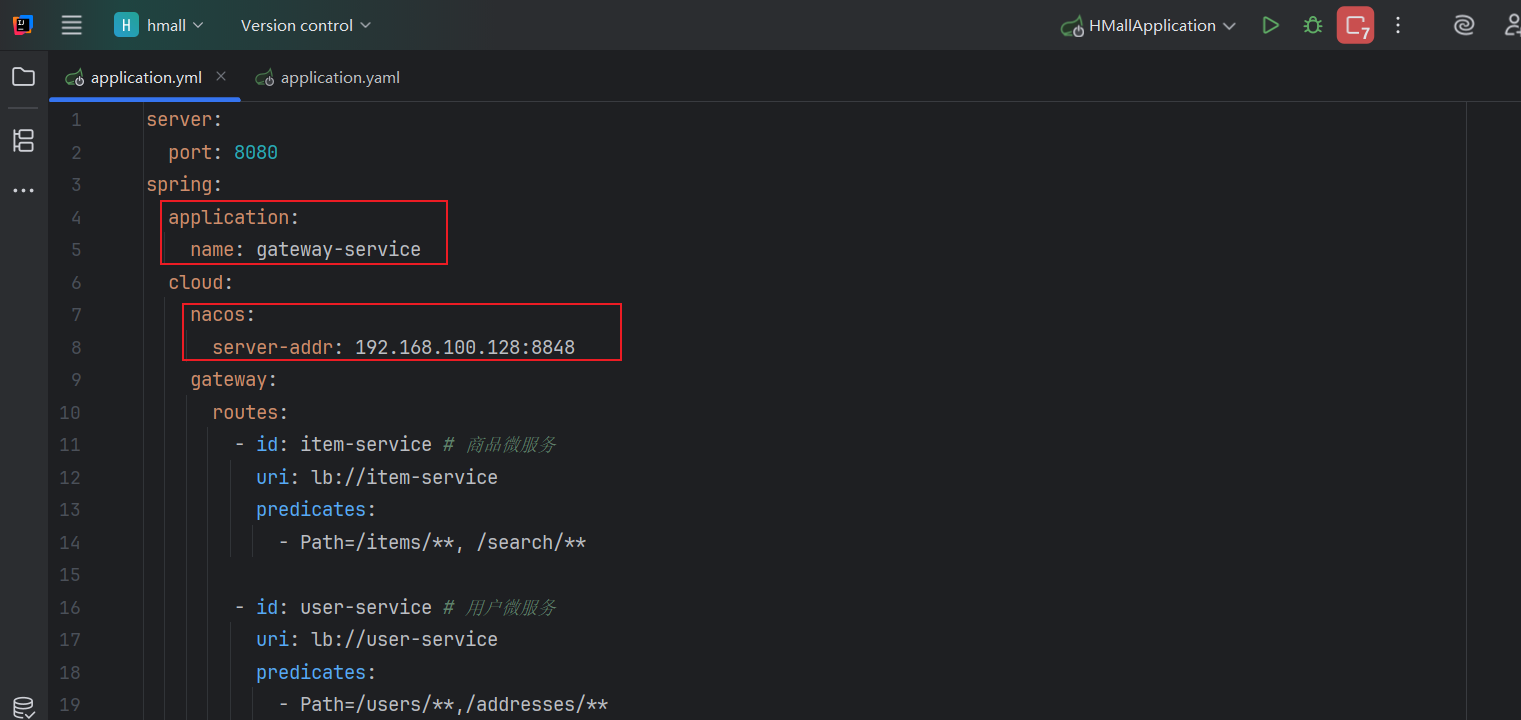 H hmall Version control HMallApplication 7
application.yml application.yaml
1 server:
2 port: 8080
3 spring:
4 application:
5 name: gateway-service
6 cloud:
7 nacos:
8 server-addr: 192.168.100.128:8848
9 gateway:
10 routes:
11 - id: item-service # 商品微服务
12 uri: lb://item-service
13 predicates:
14 - Path=/items/**, /search/**
15
16 - id: user-service # 用户微服务
17 uri: lb://user-service
18 predicates:
19 - Path=/users/**,/addresses/**